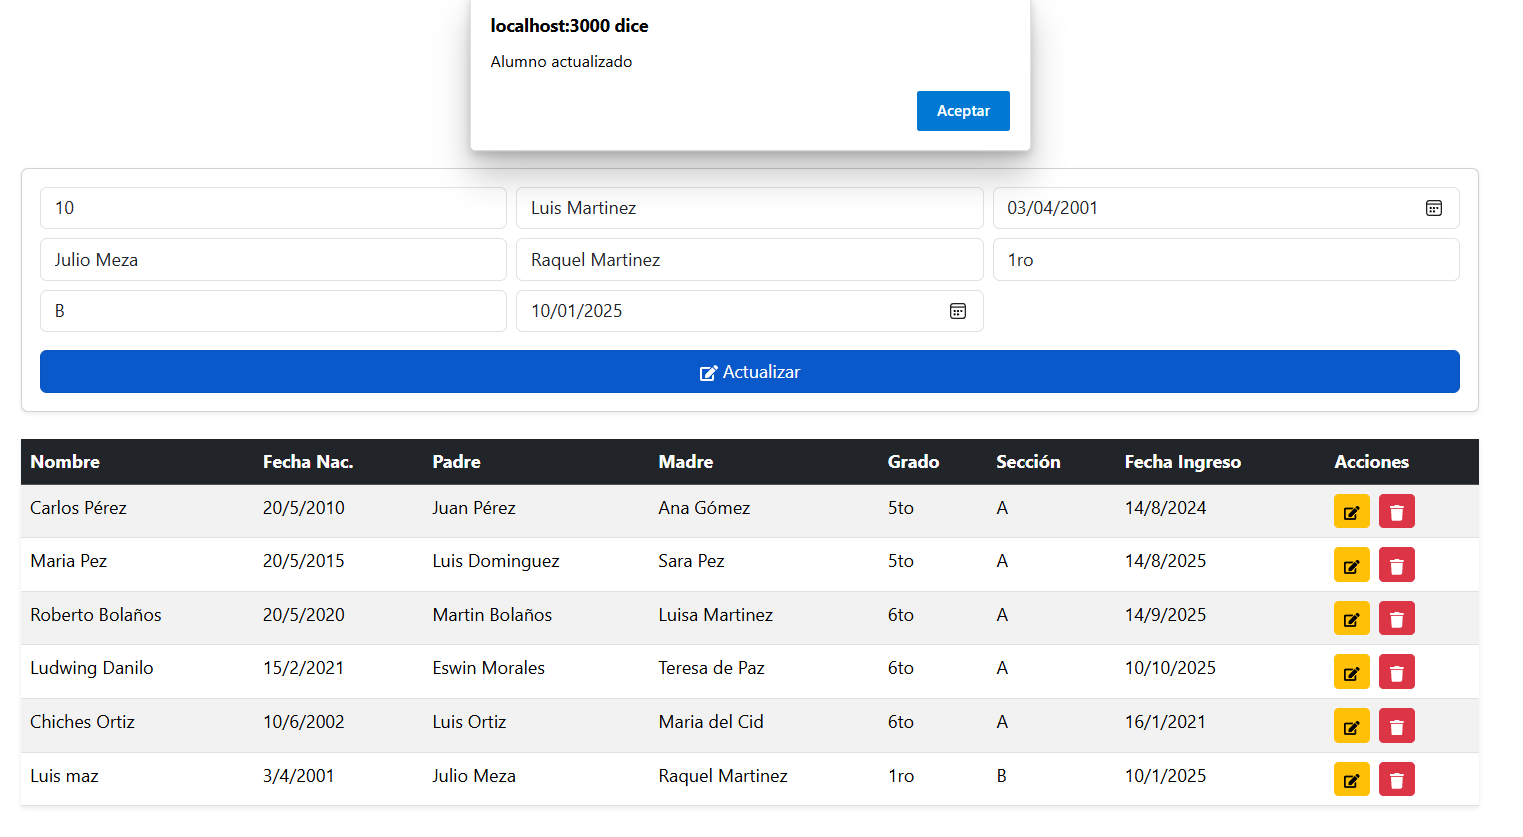 localhost:3000 dice
Alumno actualizado
Aceptar
10 Luis Martinez 03/04/2001
Julio Meza Raquel Martinez 1ro
B 10/01/2025
Actualizar
Nombre Fecha Nac. Padre Madre Grado Sección Fecha Ingreso Acciones
Carlos Pérez 20/5/2010 Juan Pérez Ana Gómez 5to A 14/8/2024
Maria Pez 20/5/2015 Luis Dominguez Sara Pez 5to A 14/8/2025
Roberto Bolaños 20/5/2020 Martin Bolaños Luisa Martinez 6to A 14/9/2025
Ludwing Danilo 15/2/2021 Eswin Morales Teresa de Paz 6to A 10/10/2025
Chiches Ortiz 10/6/2002 Luis Ortiz Maria del Cid 6to A 16/1/2021
Luis maz 3/4/2001 Julio Meza Raquel Martinez 1ro B 10/1/2025